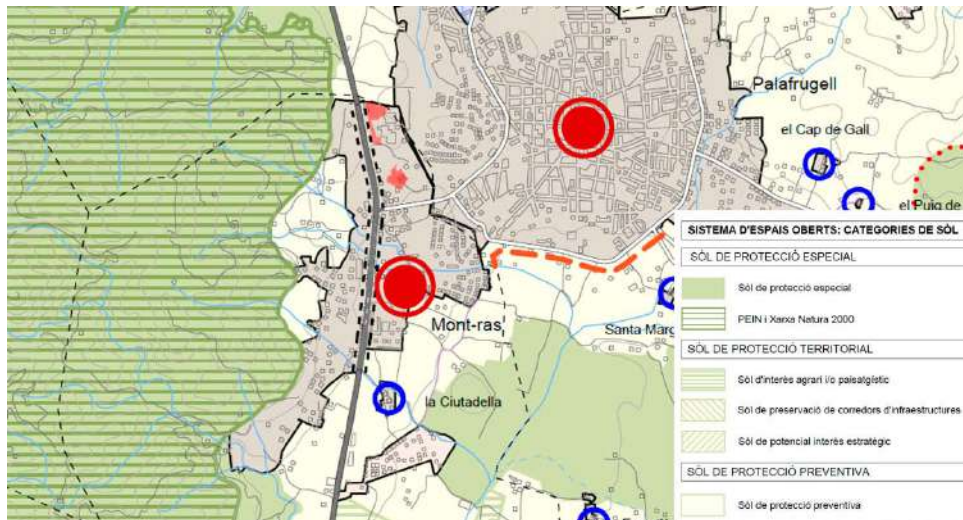 Palafrugell
el Cap de Gall
el Puig de
Mont-ras
Santa Marg
la Ciutadella
SISTEMA D'ESPAIS OBERTS: CATEGORIES DE SÒL
SÒL DE PROTECCIÓ ESPECIAL
Sòl de protecció especial
PEIN i Xarxa Natura 2000
SÒL DE PROTECCIÓ TERRITORIAL
Sòl d'interès agrari i/o paisatgístic
Sòl de preservació de corredors d'infraestructures
Sòl de potencial interès estratègic
SÒL DE PROTECCIÓ PREVENTIVA
Sòl de protecció preventiva